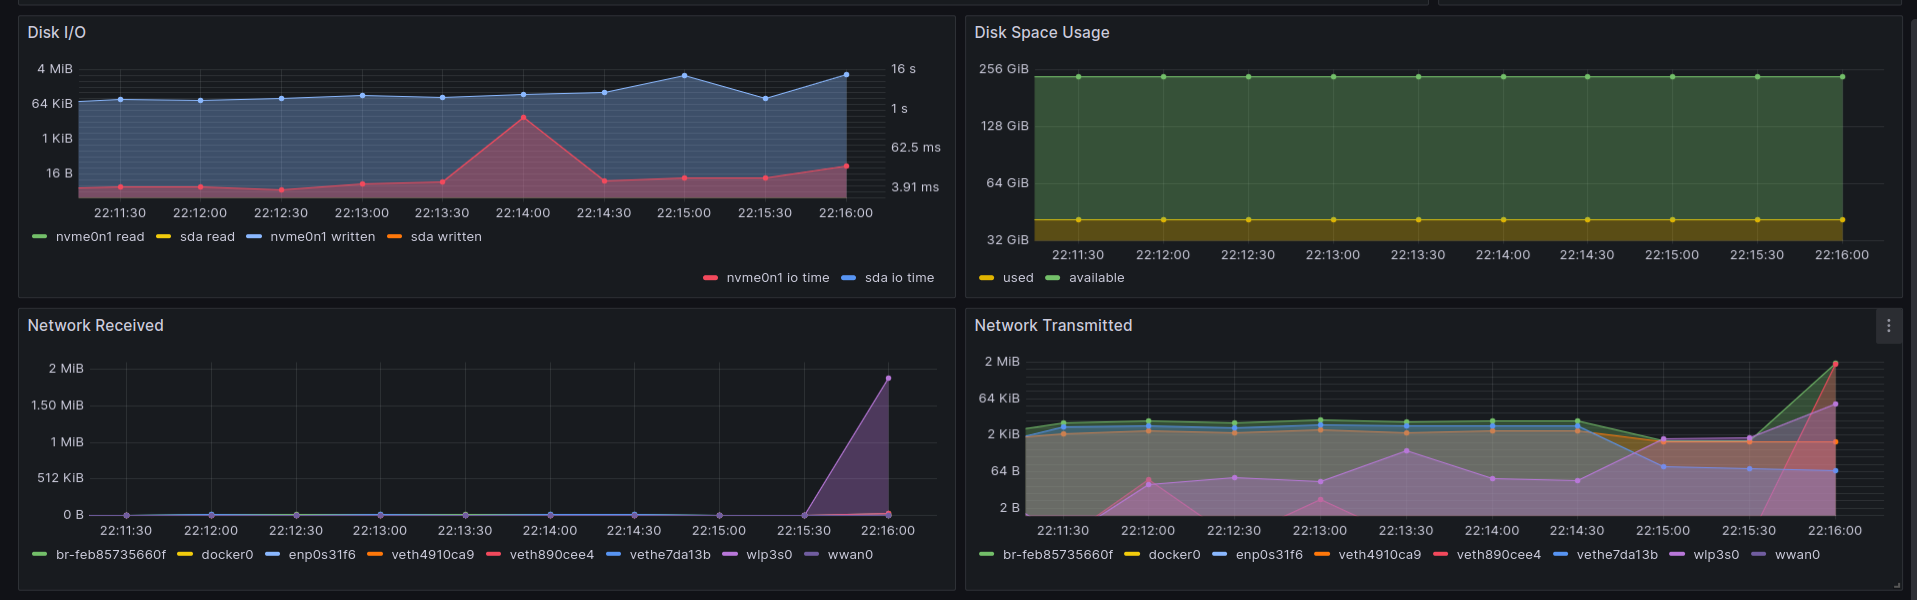 Disk I/O
4 MiB
64 KiB
1 KiB
16 B
16 s
1 s
62.5 ms
3.91 ms
22:11:30 22:12:00 22:12:30 22:13:00 22:13:30 22:14:00 22:14:30 22:15:00 22:15:30 22:16:00
nvme0n1 read sda read nvme0n1 written sda written
nvme0n1 io time sda io time
Disk Space Usage
256 GiB
128 GiB
64 GiB
32 GiB
22:11:30 22:12:00 22:12:30 22:13:00 22:13:30 22:14:00 22:14:30 22:15:00 22:15:30 22:16:00
used available
Network Received
2 MiB
1.50 MiB
1 MiB
512 KiB
0 B
22:11:30 22:12:00 22:12:30 22:13:00 22:13:30 22:14:00 22:14:30 22:15:00 22:15:30 22:16:00
br-feb85735660f docker0 enp0s31f6 veth4910ca9 veth890cee4 vethe7da13b wlp3s0 wwan0
Network Transmitted
2 MiB
64 KiB
2 KiB
64 B
2 B
22:11:30 22:12:00 22:12:30 22:13:00 22:13:30 22:14:00 22:14:30 22:15:00 22:15:30 22:16:00
br-feb85735660f docker0 enp0s31f6 veth4910ca9 veth890cee4 vethe7da13b wlp3s0 wwan0